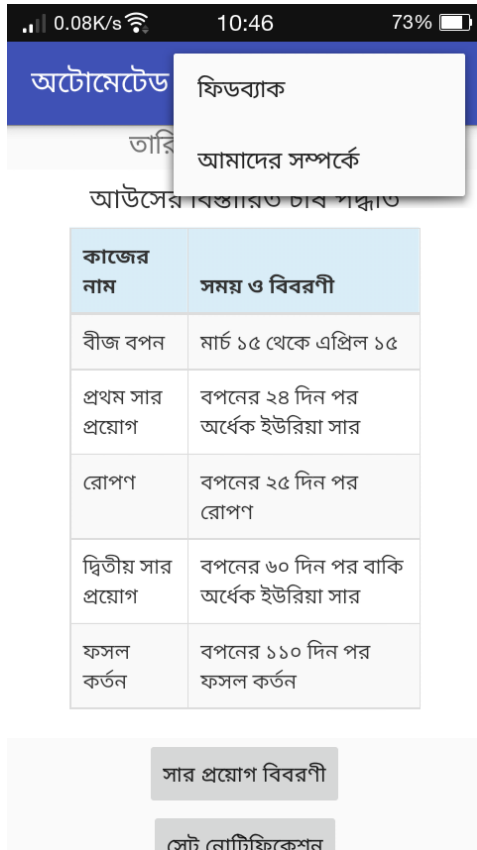 0.08K/s 10:46 73%
অটোমেটেড
ফিডব্যাক
আমাদের সম্পর্কে
তারি
আউসের বিস্তারিত চাষ পদ্ধতি
কাজের
নাম
সময় ও বিবরণী
বীজ বপন
মার্চ ১৫ থেকে এপ্রিল ১৫
প্রথম সার
প্রয়োগ
বপনের ২৪ দিন পর
অর্ধেক ইউরিয়া সার
রোপণ
বপনের ২৫ দিন পর
রোপণ
দ্বিতীয় সার
প্রয়োগ
বপনের ৬০ দিন পর বাকি
অর্ধেক ইউরিয়া সার
ফসল
কর্তন
বপনের ১১০ দিন পর
ফসল কর্তন
সার প্রয়োগ বিবরণী
সেট নোটিফিকেশন